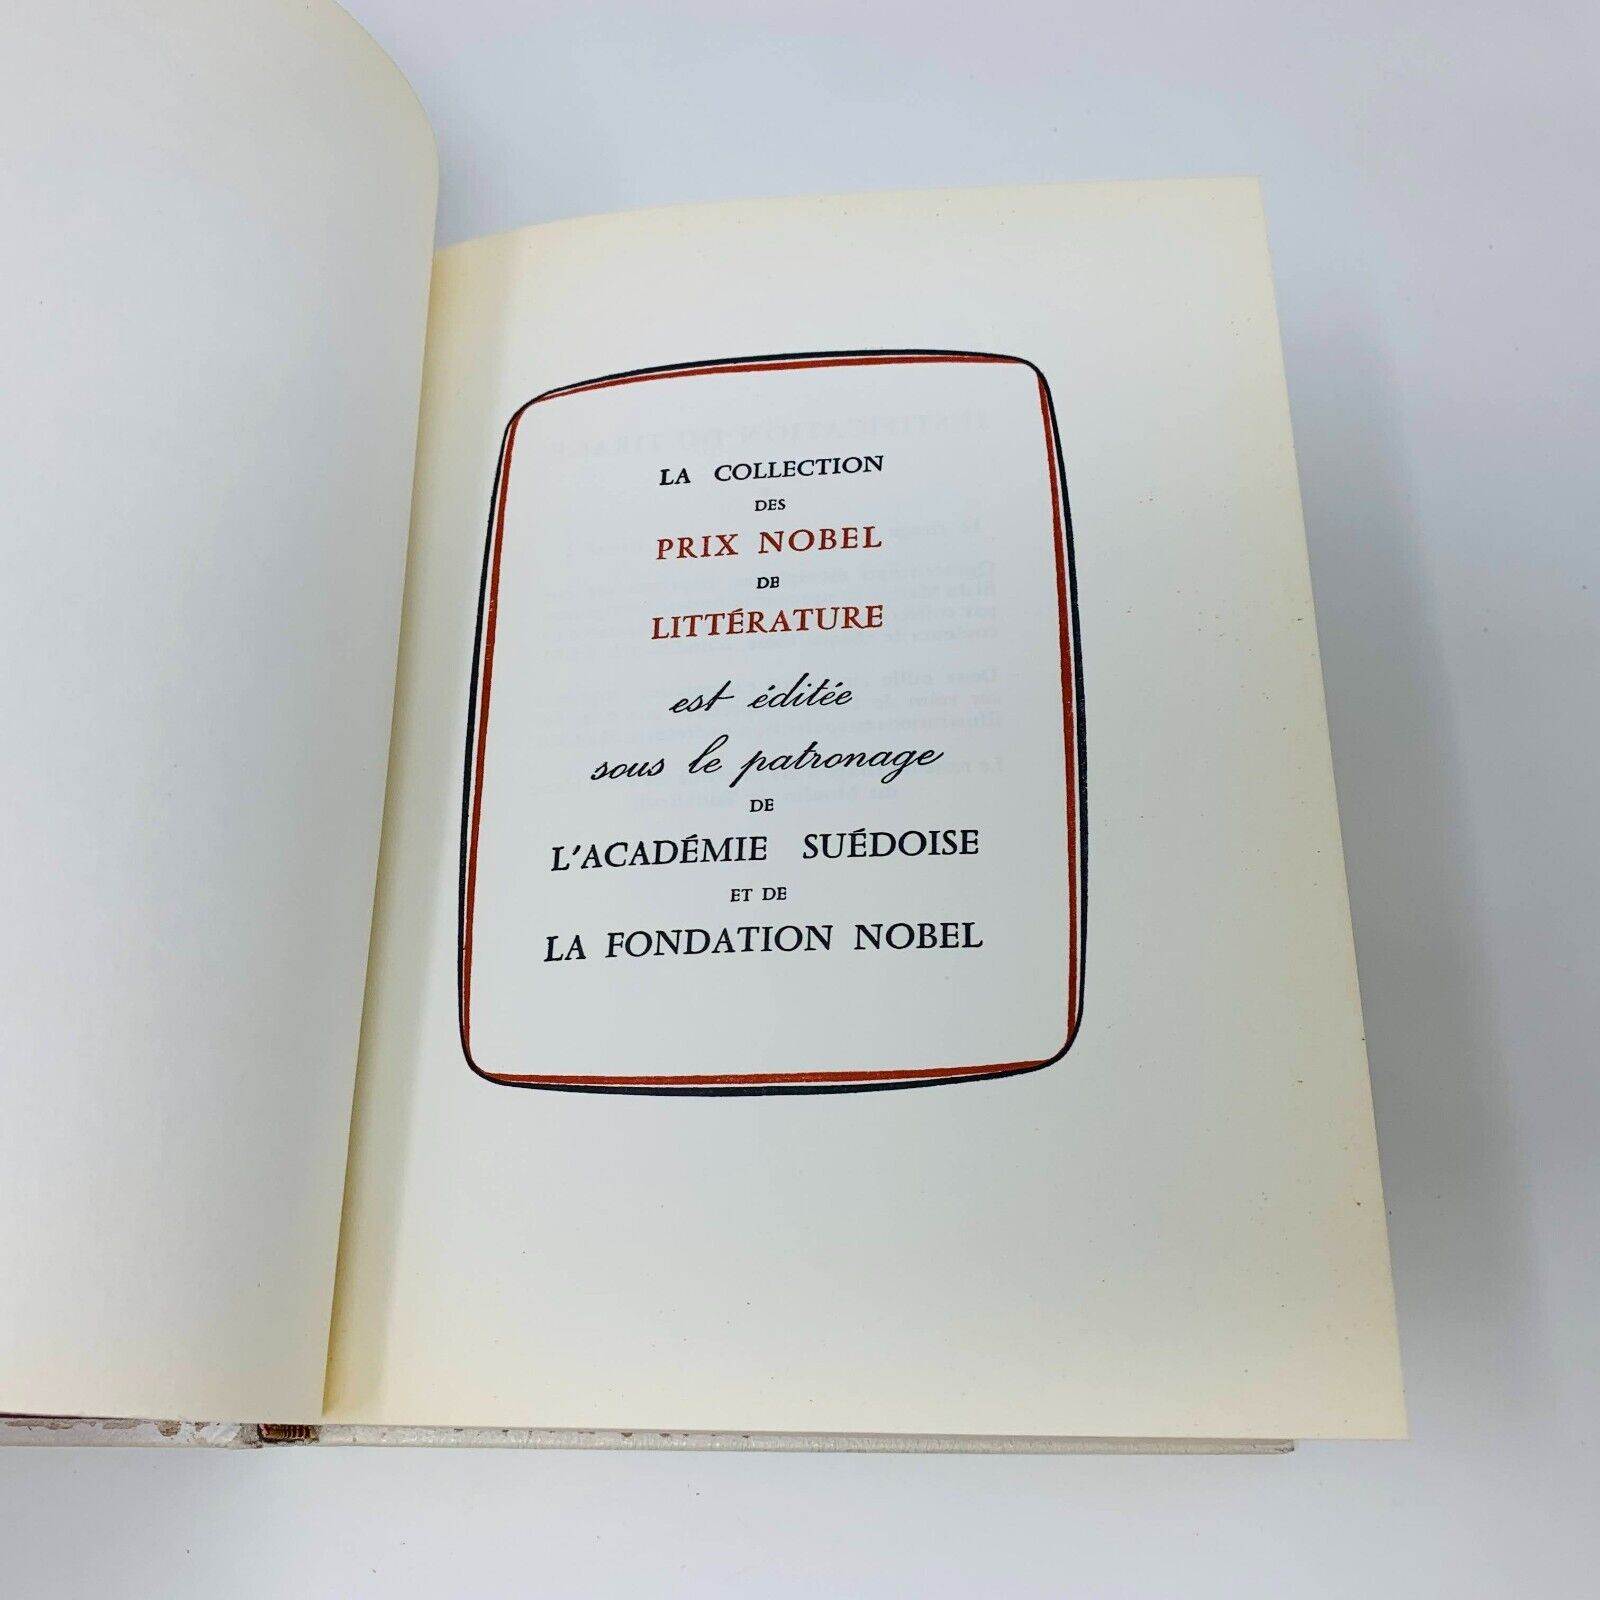 LA COLLECTION
DES
PRIX NOBEL
DE
LITTÉRATURE
est éditée
sous le patronage
DE
L'ACADÉMIE SUÉDOISE
ET DE
LA FONDATION NOBEL